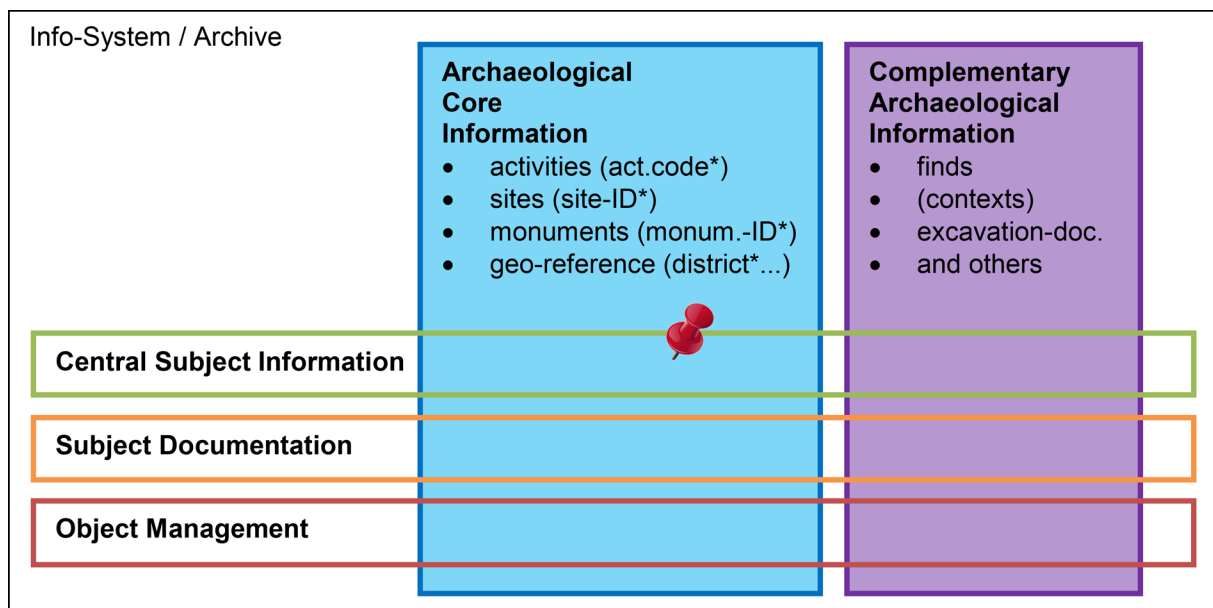 Info-System / Archive
Archaeological
Core
Information
• activities (act.code*)
• sites (site-ID*)
• monuments (monum.-ID*)
• geo-reference (district*...)
Complementary
Archaeological
Information
• finds
• (contexts)
• excavation-doc.
• and others
Central Subject Information
Subject Documentation
Object Management